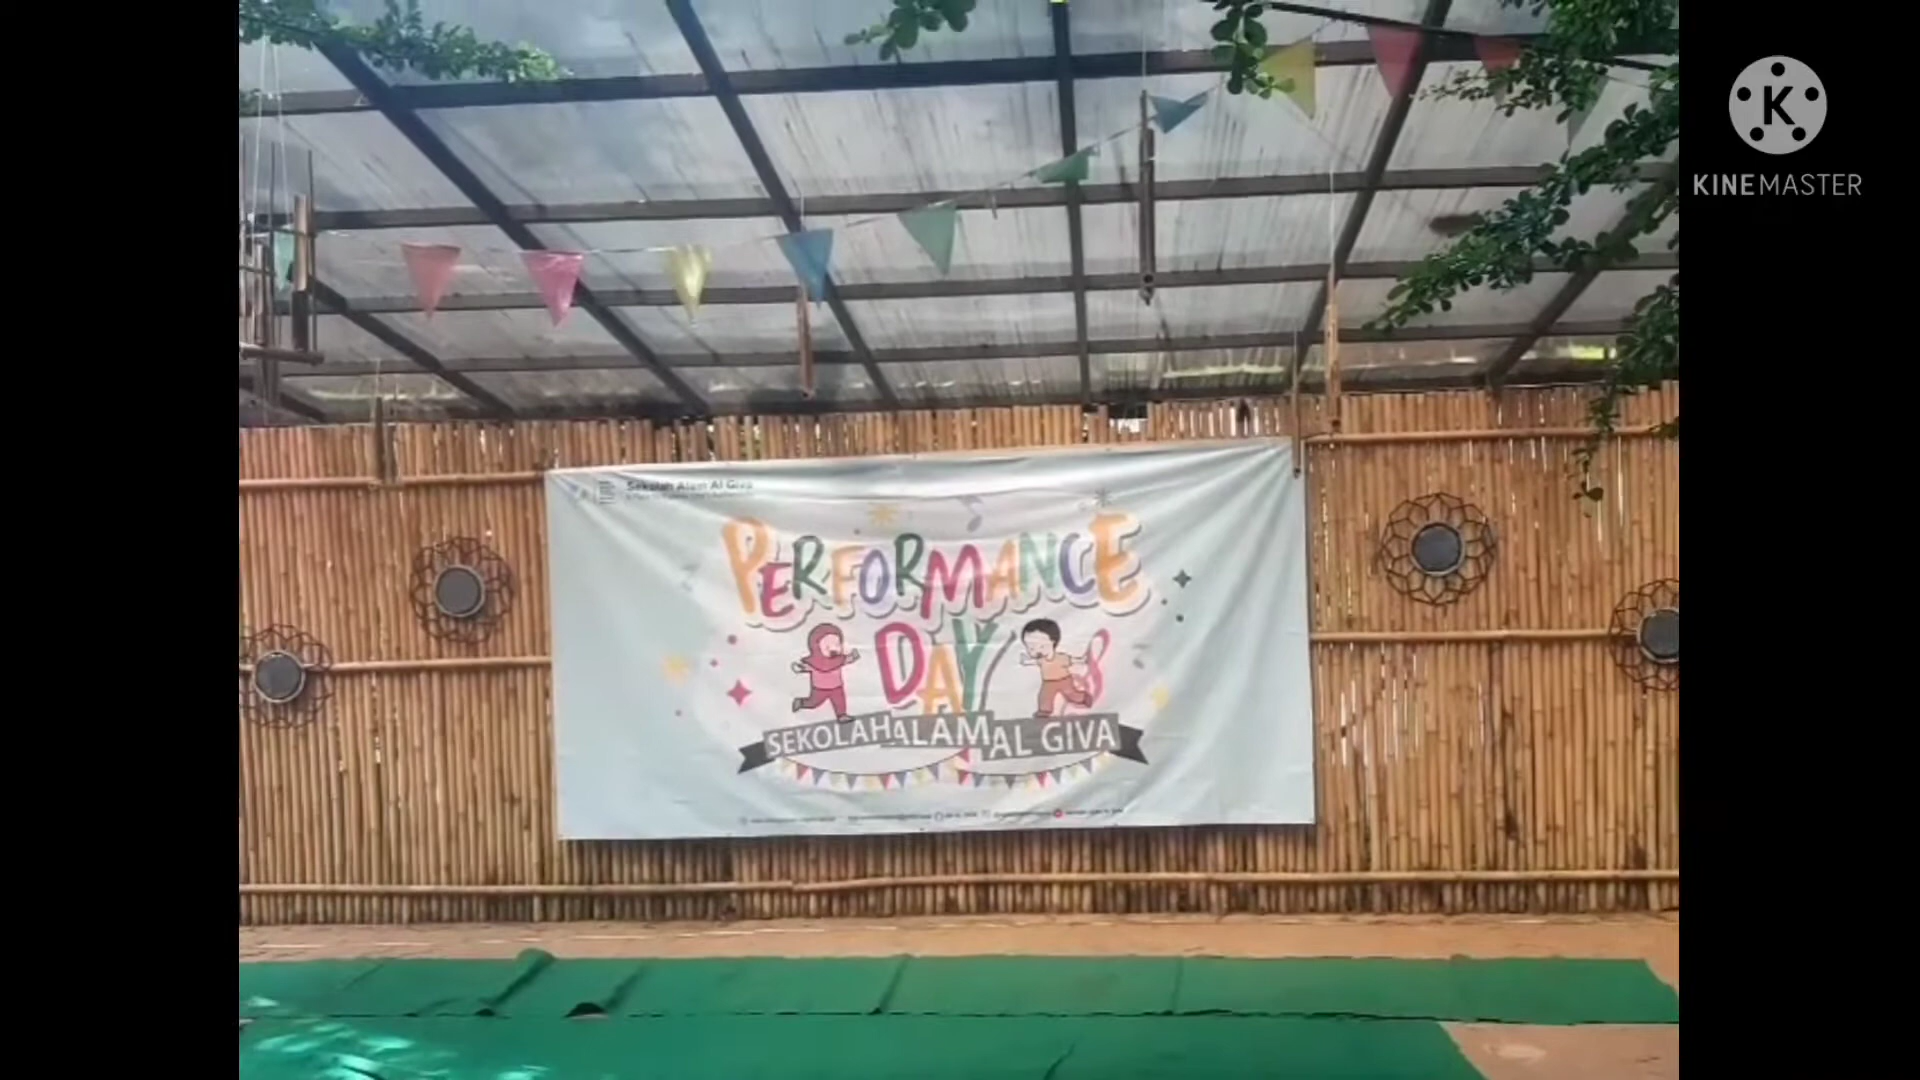 K
KINEMASTER
Sekolah Alam Al Giva
PERFORMANCE
DAY
SEKOLAH ALAM AL GIVA